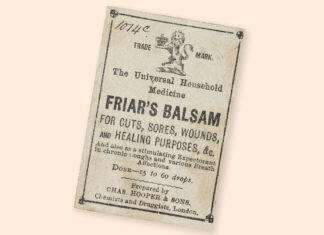 1074c.
TRADE MARK.
The Universal Household
Medicine
FRIAR'S BALSAM
FOR CUTS, SORES, WOUNDS,
AND HEALING PURPOSES, &c.
And also as a stimulating Expectorant
in chronic coughs and various Breath
Affections.
DOSE—15 to 60 drops.
Prepared by
CHAS. HOOPER & SONS,
Chemists and Druggists, London.